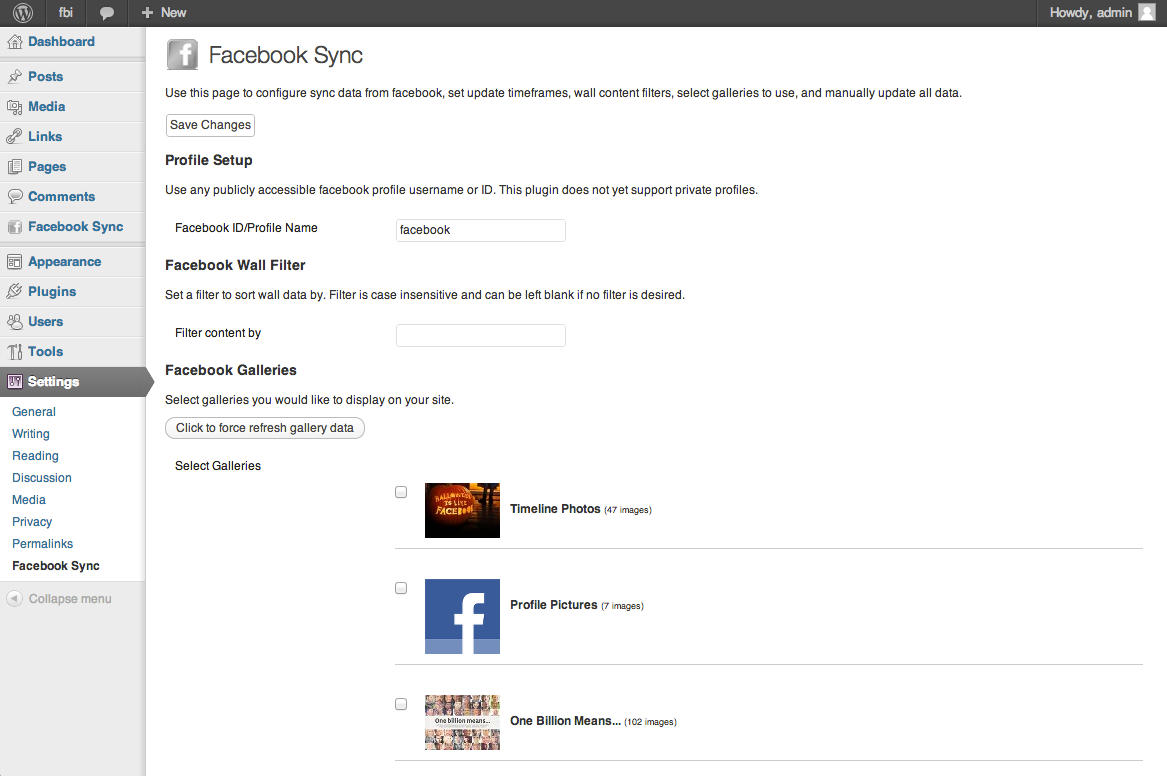 fbi
New
Howdy, admin
Dashboard
Posts
Media
Links
Pages
Comments
Facebook Sync
Appearance
Plugins
Users
Tools
Settings
General
Writing
Reading
Discussion
Media
Privacy
Permalinks
Facebook Sync
Collapse menu
Facebook Sync
Use this page to configure sync data from facebook, set update timeframes, wall content filters, select galleries to use, and manually update all data.
Save Changes
Profile Setup
Use any publicly accessible facebook profile username or ID. This plugin does not yet support private profiles.
Facebook ID/Profile Name
facebook
Facebook Wall Filter
Set a filter to sort wall data by. Filter is case insensitive and can be left blank if no filter is desired.
Filter content by
Facebook Galleries
Select galleries you would like to display on your site.
Click to force refresh gallery data
Select Galleries
HALLOWEEN
IS LIVE
FACEBOOK
Timeline Photos (47 images)
Profile Pictures (7 images)
One billion means...
One Billion Means... (102 images)